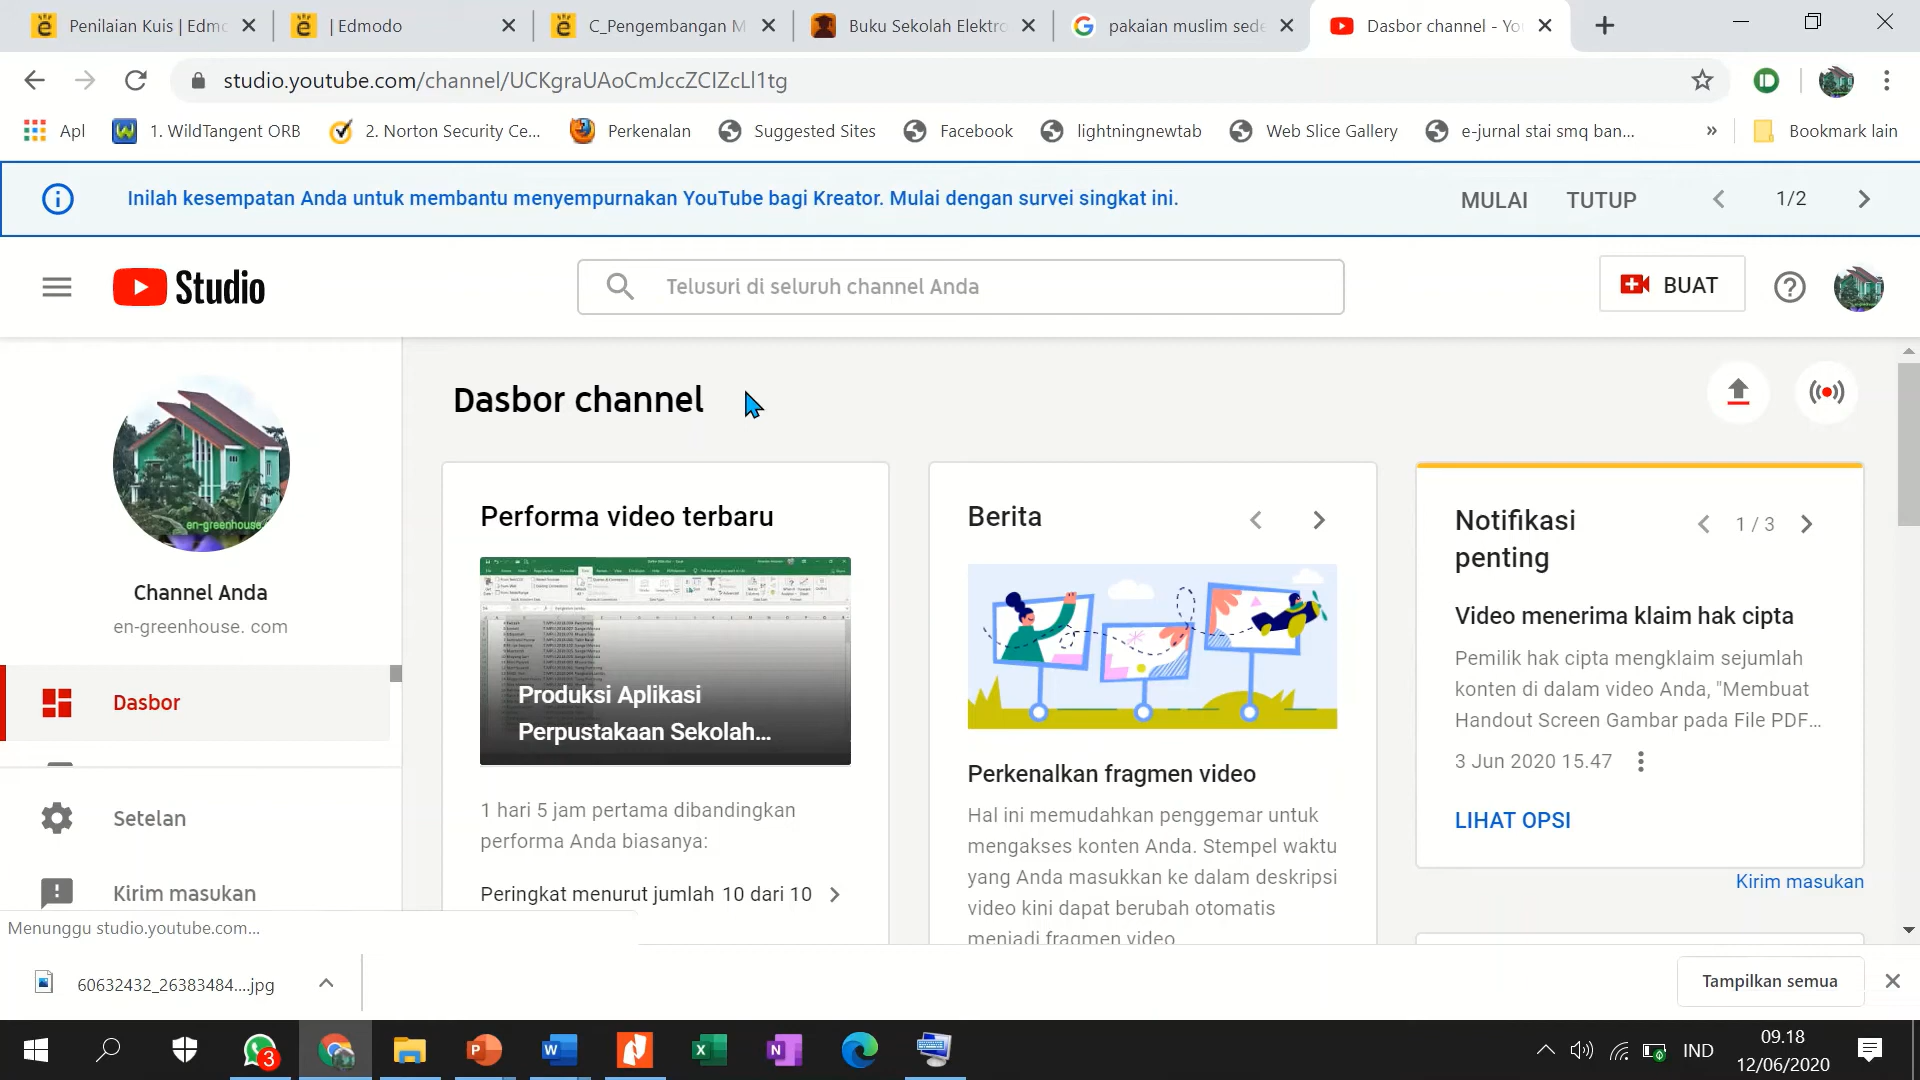 Penilaian Kuis | Edmo
| Edmodo
C_Pengembangan M
Buku Sekolah Elektro
pakaian muslim sede
Dasbor channel - Yo
studio.youtube.com/channel/UCKgraUAoCmJccZCIZcLl1tg
Apl
1. WildTangent ORB
2. Norton Security Ce...
Perkenalan
Suggested Sites
Facebook
lightningnewtab
Web Slice Gallery
e-jurnal stai smq ban...
»
Bookmark lain
Inilah kesempatan Anda untuk membantu menyempurnakan YouTube bagi Kreator. Mulai dengan survei singkat ini.
MULAI
TUTUP
1/2
Studio
Telusuri di seluruh channel Anda
BUAT
en-greenhouse.
Channel Anda
en-greenhouse. com
Dasbor
Setelan
Kirim masukan
Dasbor channel
Performa video terbaru
Produksi Aplikasi
Perpustakaan Sekolah...
1 hari 5 jam pertama dibandingkan
performa Anda biasanya:
Peringkat menurut jumlah 10 dari 10
Berita
Perkenalkan fragmen video
Hal ini memudahkan penggemar untuk
mengakses konten Anda. Stempel waktu
yang Anda masukkan ke dalam deskripsi
video kini dapat berubah otomatis
menjadi fragmen video
Notifikasi
penting
1 / 3
Video menerima klaim hak cipta
Pemilik hak cipta mengklaim sejumlah
konten di dalam video Anda, "Membuat
Handout Screen Gambar pada File PDF...
3 Jun 2020 15.47
LIHAT OPSI
Kirim masukan
Menunggu studio.youtube.com...
60632432_26383484....jpg
Tampilkan semua
3
IND
09.18
12/06/2020